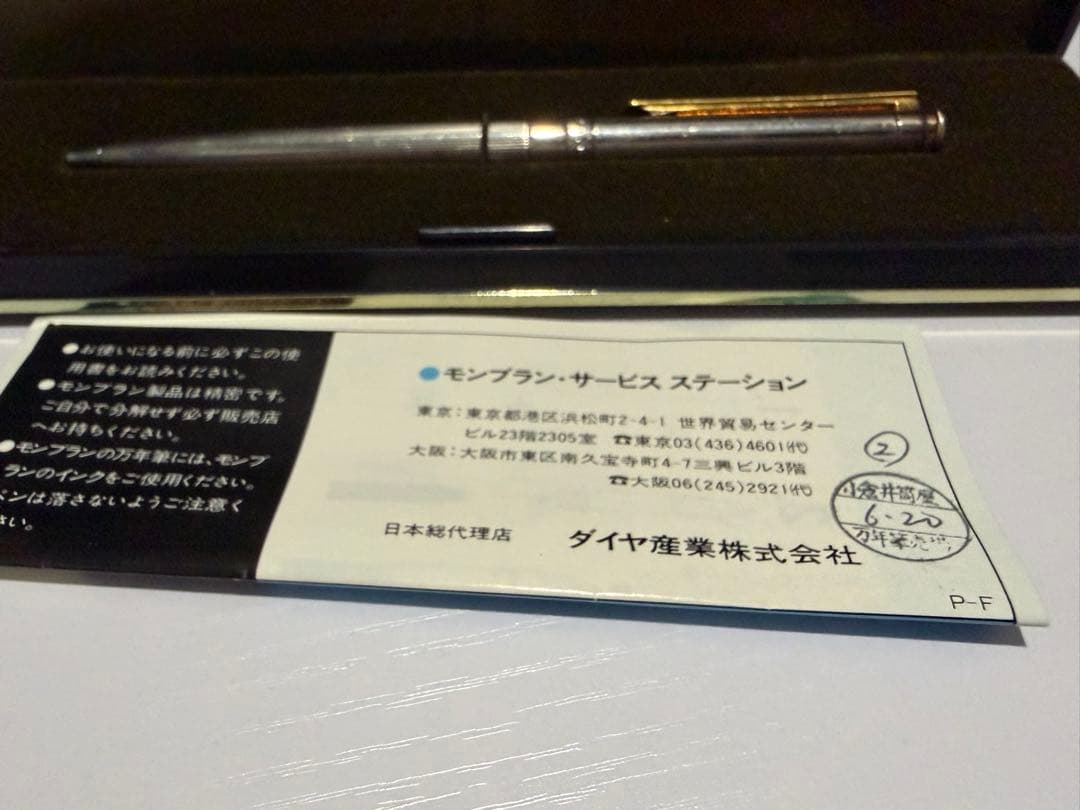 ●お使いになる前に必ずこの使
用書をお読みください。
●モンブラン製品は精密です。
ご自分で分解せず必ず販売店
へお持ちください。
●モンブランの万年筆には、モンブ
ランのインクをご使用ください。
ペンは落さないようご注意く
さい。
●モンブラン・サービス ステーション
東京:東京都港区浜松町2-4-1 世界貿易センター
ビル23階2305室 ☎東京03(436)4601代
大阪:大阪市東区南久宝寺町4-7三興ビル3階
☎大阪06(245)2921代
日本総代理店 ダイヤ産業株式会社
②
小倉井筒屋
6.20
万年筆売場
P-F